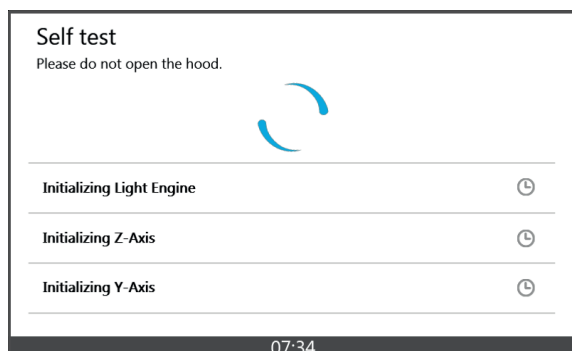 Self test
Please do not open the hood.
Initializing Light Engine
Initializing Z-Axis
Initializing Y-Axis
07:34